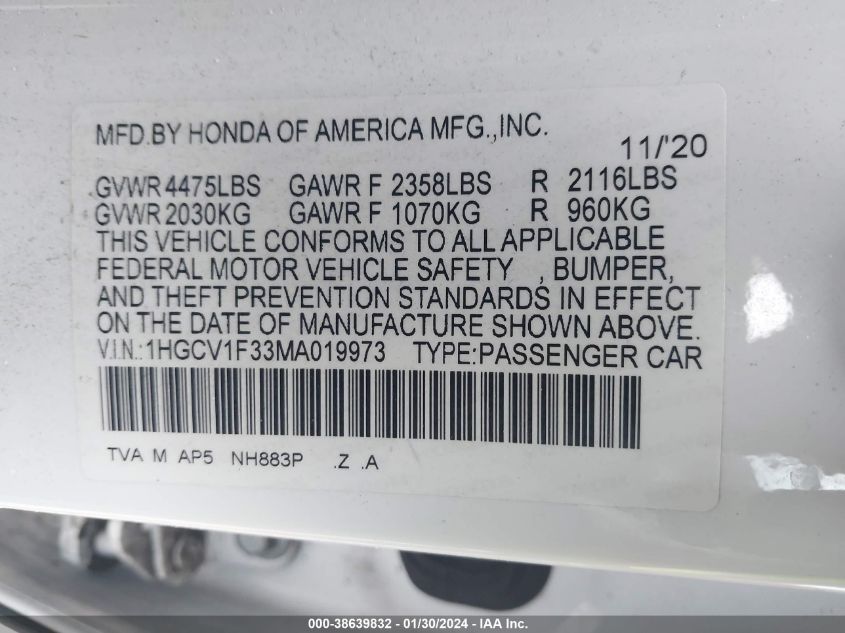 MFD.BY HONDA OF AMERICA MFG.,INC.
11/'20
GVWR 4475LBS GAWR F 2358LBS R 2116LBS
GVWR 2030KG GAWR F 1070KG R 960KG
THIS VEHICLE CONFORMS TO ALL APPLICABLE
FEDERAL MOTOR VEHICLE SAFETY , BUMPER,
AND THEFT PREVENTION STANDARDS IN EFFECT
ON THE DATE OF MANUFACTURE SHOWN ABOVE.
V.I.N.:1HGCV1F33MA019973 TYPE:PASSENGER CAR
TVA M AP5 NH883P .Z .A
000-38639832 - 01/30/2024 - IAA Inc.